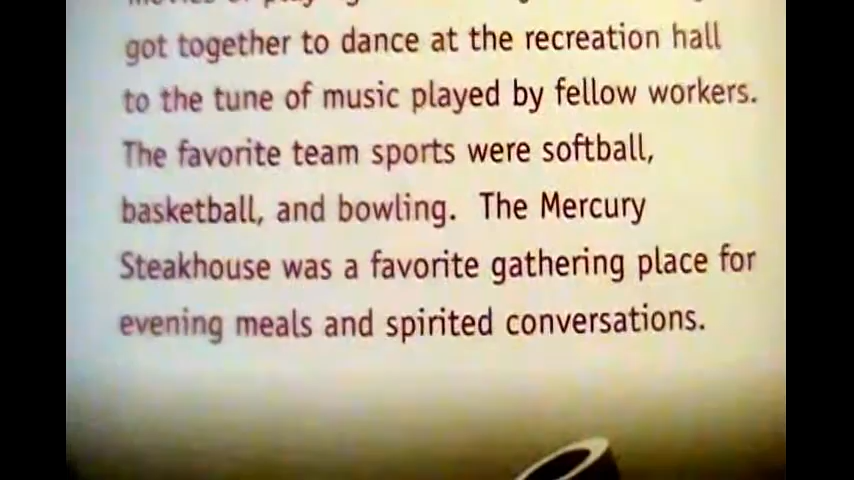 got together to dance at the recreation hall
to the tune of music played by fellow workers.
The favorite team sports were softball,
basketball, and bowling. The Mercury
Steakhouse was a favorite gathering place for
evening meals and spirited conversations.